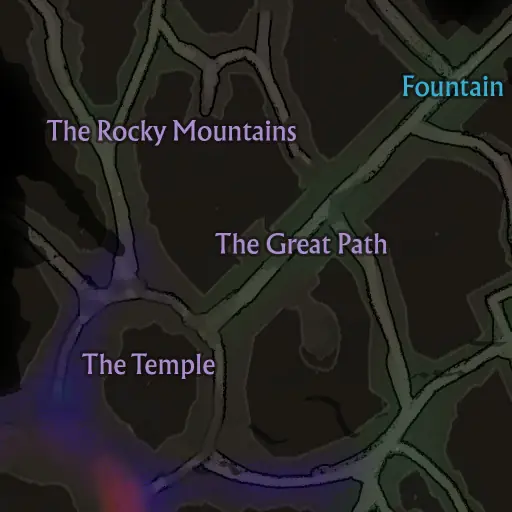 Fountain
The Rocky Mountains
The Great Path
The Temple